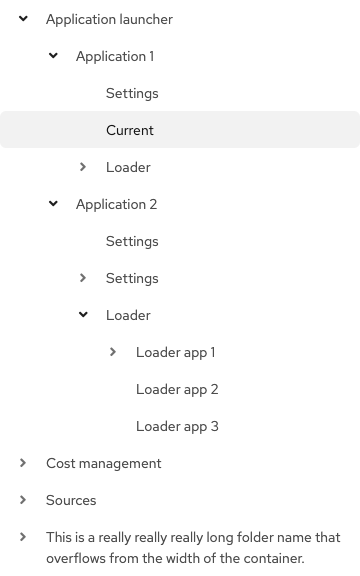 Application launcher
Application 1
Settings
Current
Loader
Application 2
Settings
Settings
Loader
Loader app 1
Loader app 2
Loader app 3
Cost management
Sources
This is a really really really long folder name that
overflows from the width of the container.